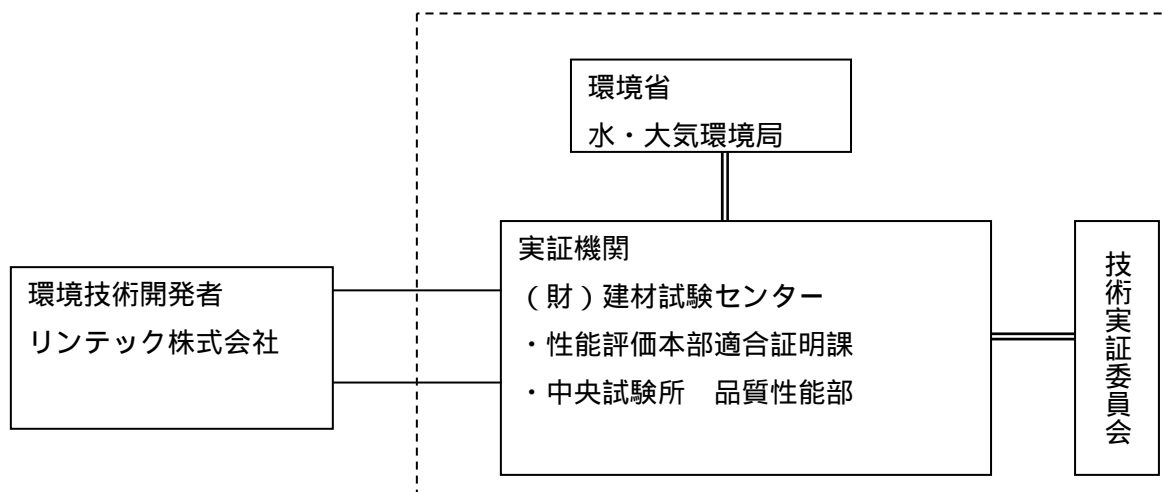 環境省
水・大気環境局
実証機関
（財）建材試験センター
・性能評価本部適合証明課
・中央試験所　品質性能部
環境技術開発者
リンテック株式会社
技術実証委員会